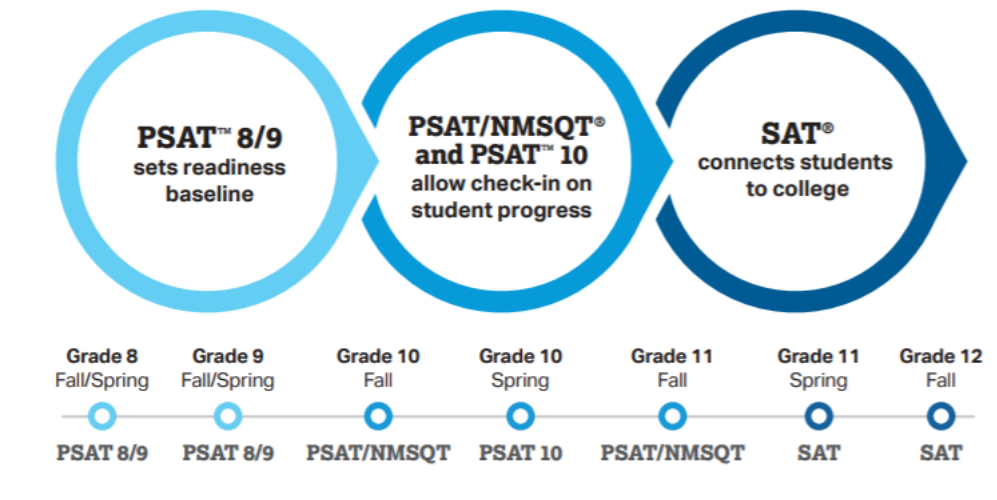 PSAT™ 8/9
sets readiness
baseline
PSAT/NMSQT®
and PSAT™ 10
allow check-in on
student progress
SAT®
connects students
to college
Grade 8
Fall/Spring
Grade 9
Fall/Spring
Grade 10
Fall
Grade 10
Spring
Grade 11
Fall
Grade 11
Spring
Grade 12
Fall
PSAT 8/9
PSAT 8/9
PSAT/NMSQT
PSAT 10
PSAT/NMSQT
SAT
SAT